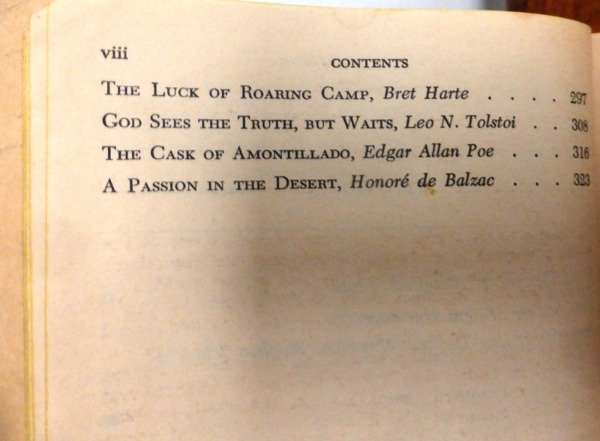 viii
CONTENTS
THE LUCK OF ROARING CAMP, Bret Harte . . . . 297
GOD SEES THE TRUTH, BUT WAITS, Leo N. Tolstoi . . 308
THE CASK OF AMONTILLADO, Edgar Allan Poe . . . 316
A PASSION IN THE DESERT, Honoré de Balzac . . . 323